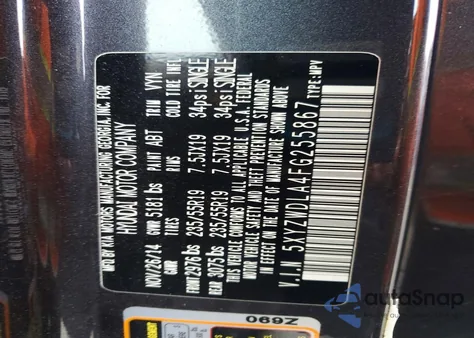 MFG BY KIA MOTORS MANUFACTURING GEORGIA, INC. FOR
HYUNDAI MOTOR COMPANY
NOV/26/14 GVWR 5181 lbs PAINT ABT TRIM VYN
GAWR TIRES RIMS COLD TIRE INF.
FRONT 2976 lbs 235/55R19 7.5JX19 34psi SINGLE
REAR 3075 lbs 235/55R19 7.5JX19 34psi SINGLE
THIS VEHICLE CONFORMS TO ALL APPLICABLE U.S.A. FEDERAL
MOTOR VEHICLE SAFETY AND THEFT PREVENTION STANDARDS
IN EFFECT ON THE DATE OF MANUFACTURE SHOWN ABOVE.
V.I.N 5XYZWDLA4FG255867 TYPE:MPV
Z690
autoSnap